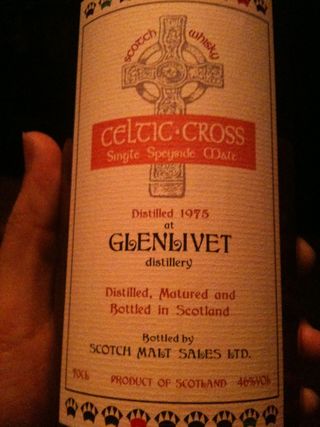 SCOTCH WHISKY
CELTIC·CROSS
Single Speyside Malt
Distilled 1975
at
GLENLIVET
distillery
Distilled, Matured and
Bottled in Scotland
Bottled by
SCOTCH MALT SALES LTD.
70cl PRODUCT OF SCOTLAND 46%VOL